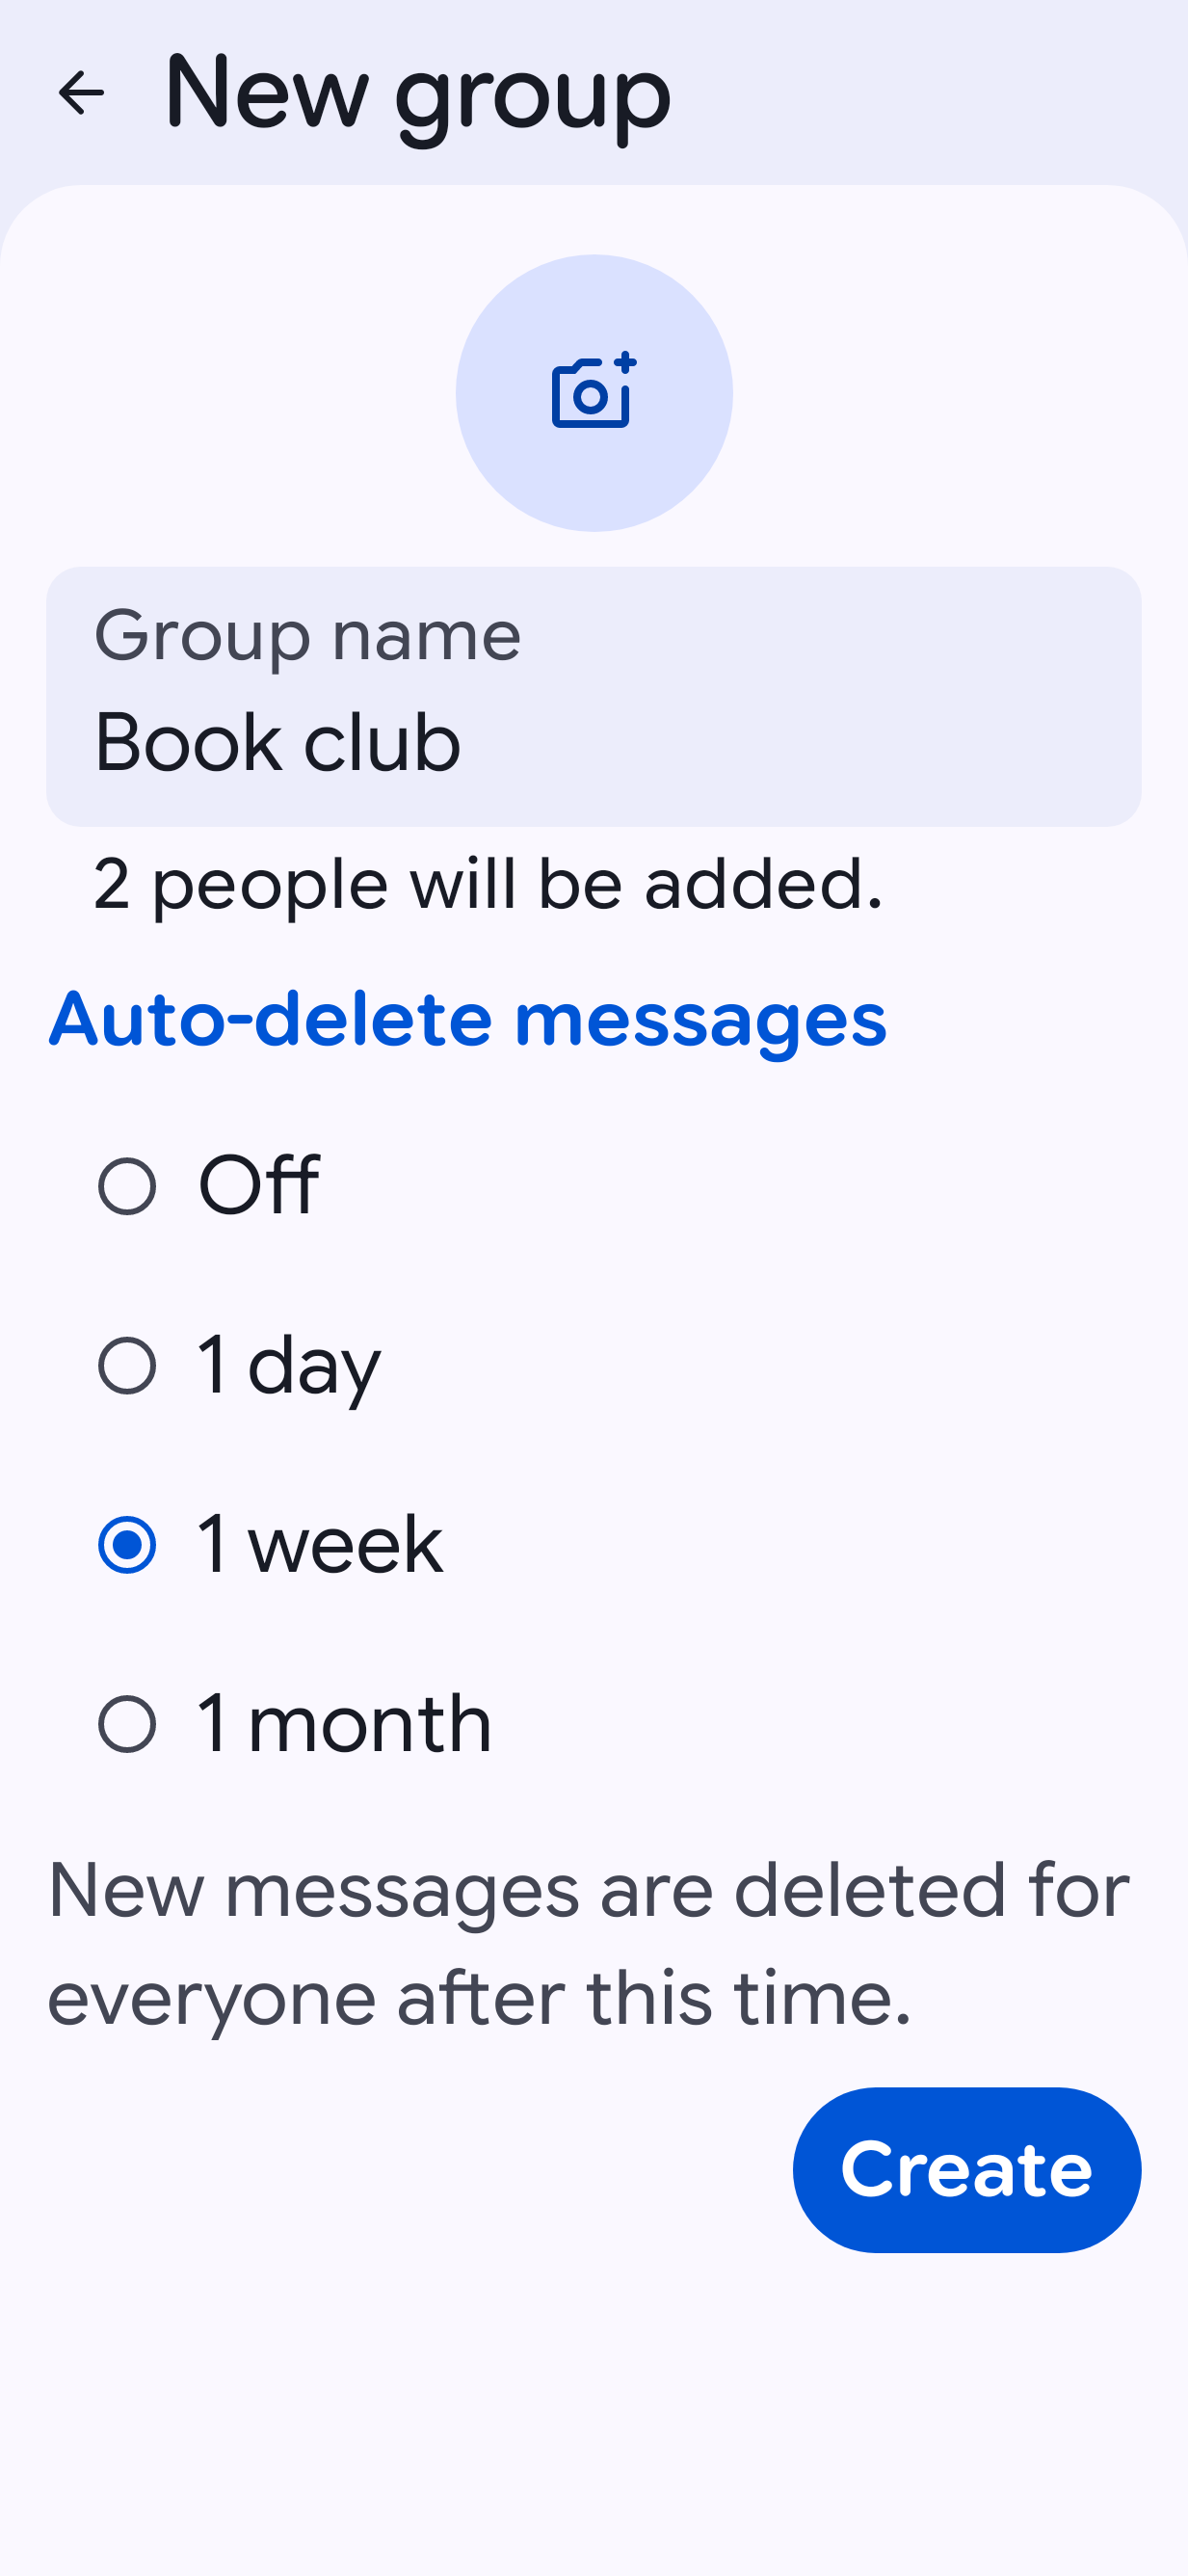 New group
Group name
Book club
2 people will be added.
Auto-delete messages
Off
1 day
1 week
1 month
New messages are deleted for
everyone after this time.
Create